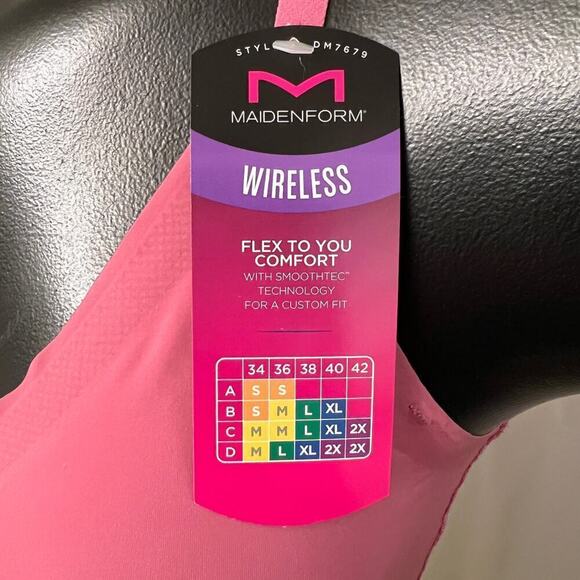 STYL DM7679
M
MAIDENFORM®
WIRELESS
FLEX TO YOU
COMFORT
WITH SMOOTHTEC™
TECHNOLOGY
FOR A CUSTOM FIT
34 36 38 40 42
A S S
B S M L XL
C M M L XL 2X
D M L XL 2X 2X